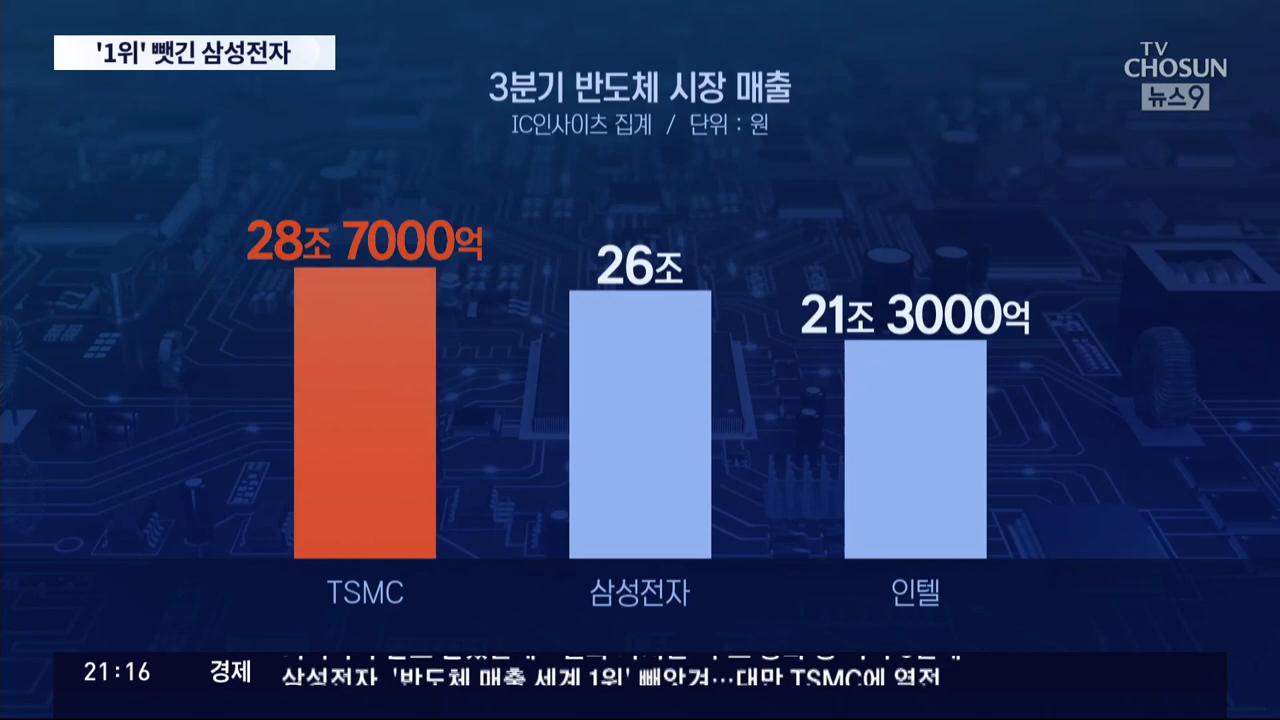 '1위' 뺏긴 삼성전자
TV
CHOSUN
뉴스9
3분기 반도체 시장 매출
IC인사이츠 집계 / 단위 : 원
28조 7000억
26조
21조 3000억
TSMC
삼성전자
인텔
21:16 경제
삼성전자, '반도체 매출 세계 1위' 빼앗겨…대만 TSMC에 역전